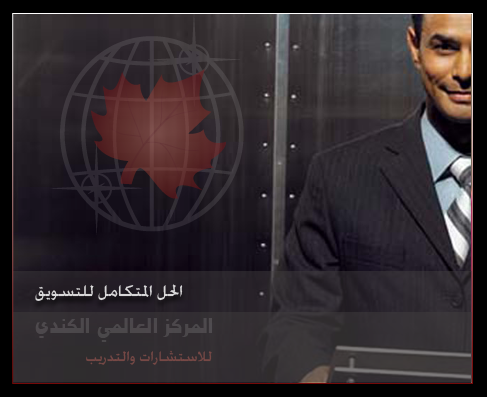 الحل المتكامل للتسويق
المركز العالمي الكندي
للاستشارات والتدريب